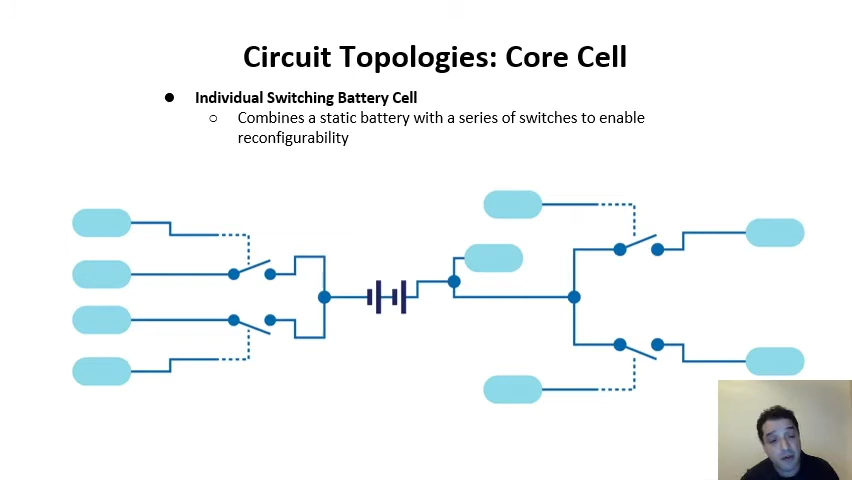 Circuit Topologies: Core Cell
● Individual Switching Battery Cell
○ Combines a static battery with a series of switches to enable
reconfigurability